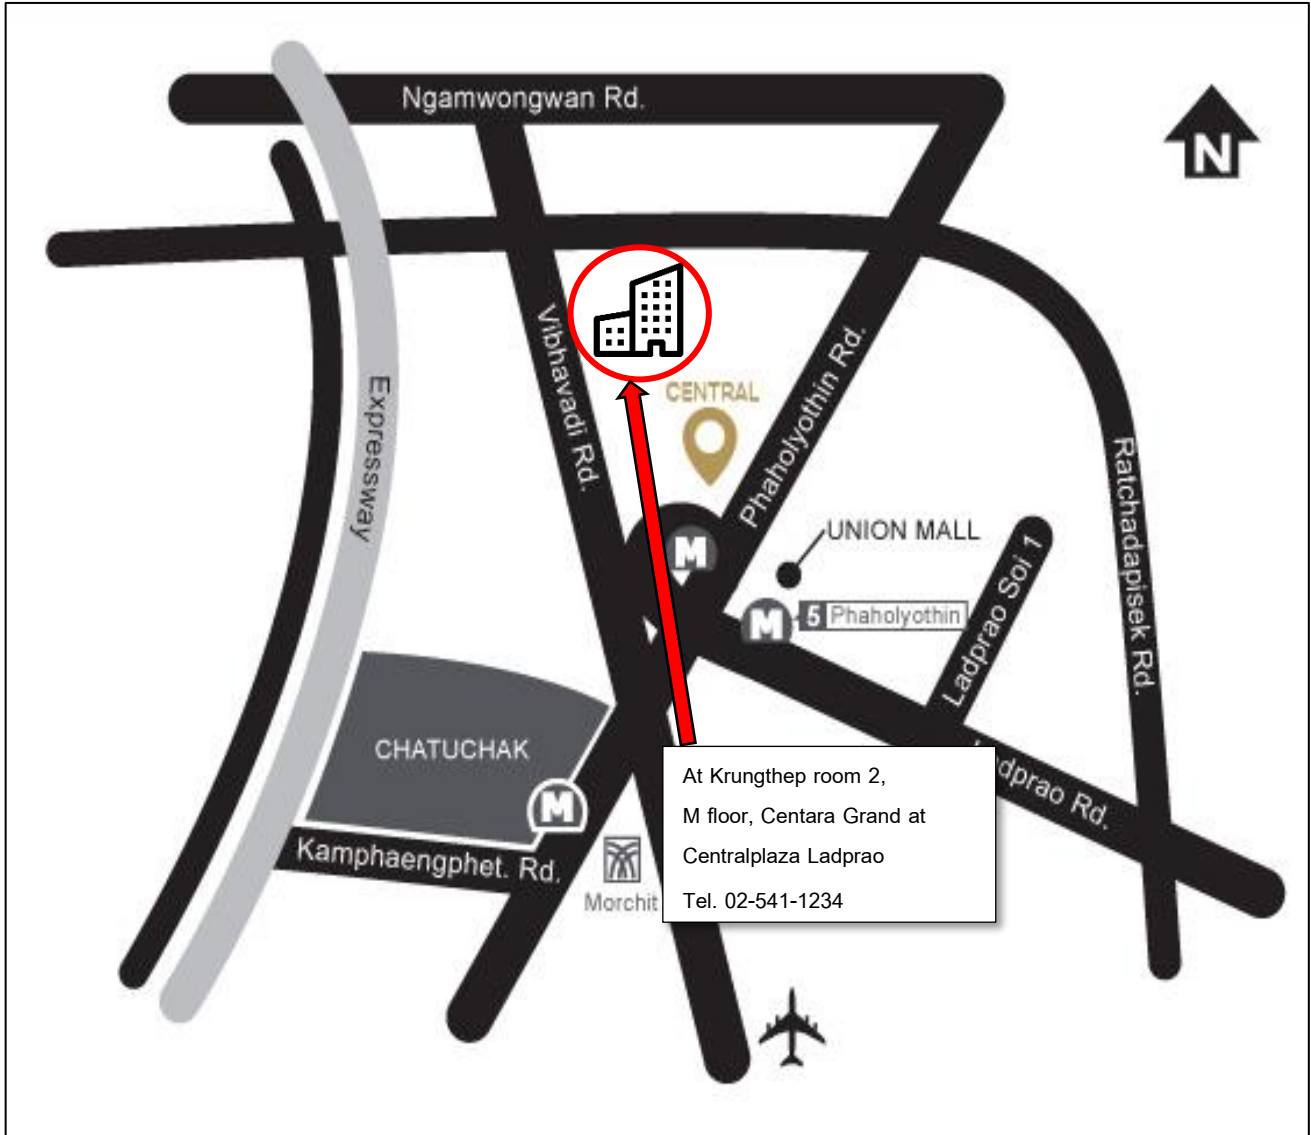 Ngamwongwan Rd.
N
Vibhavadi Rd.
CENTRAL
Phaholyothin Rd.
Expressway
Ratchadapisek Rd.
M
UNION MALL
M
5 Phaholyothin
Ladprao Soi 1
CHATUCHAK
M
Kamphaengphet. Rd.
Morchit
At Krungthep room 2,
M floor, Centara Grand at
Centralplaza Ladprao
Tel. 02-541-1234
dprao Rd.